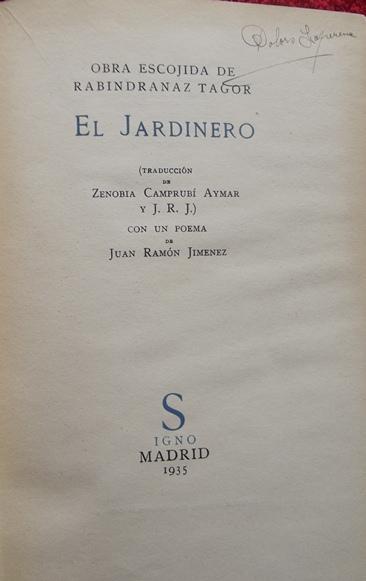 Dolors
OBRA ESCOJIDA DE
RABINDRANAZ TAGOR
EL JARDINERO
(TRADUCCIÓN
DE
ZENOBIA CAMPRUBÍ AYMAR
Y J. R. J.)
CON UN POEMA
DE
JUAN RAMÓN JIMENEZ
S
IGNO
MADRID
1935